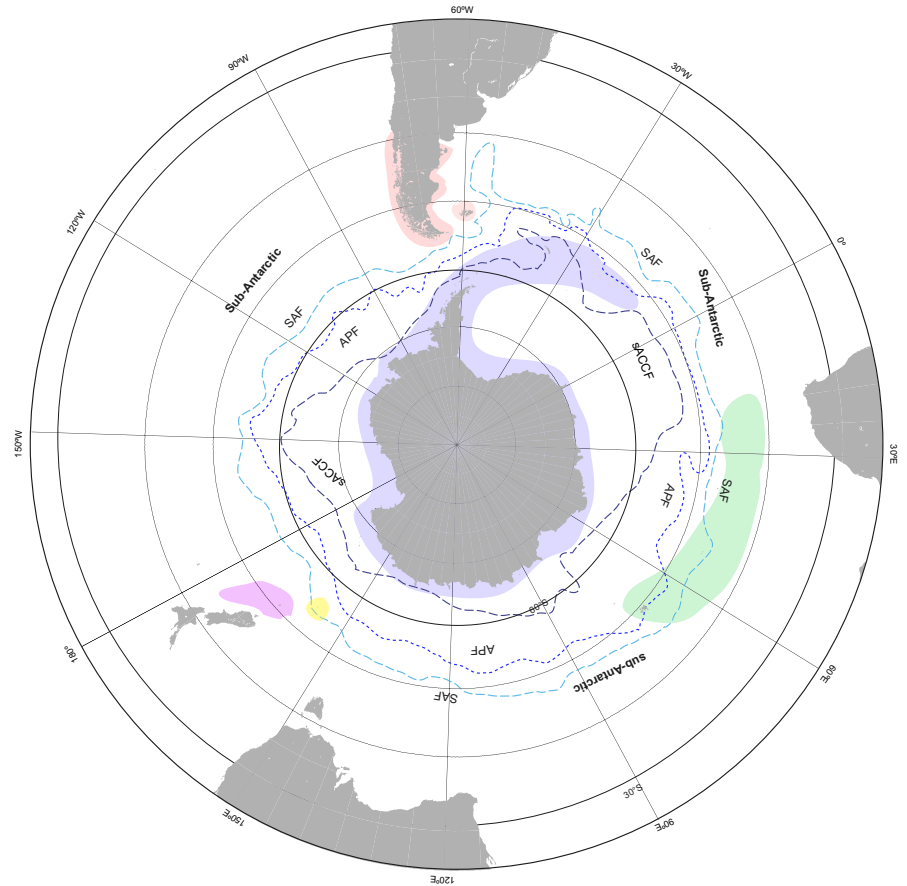 60ºW
90ºW
30ºW
120ºW
0º
SAF
Sub-Antarctic
Sub-Antarctic
SAF
APF
sACCF
150ºW
30ºE
sACCF
SAF
APF
60ºS
180º
APF
sub-Antarctic
60ºE
SAF
30ºS
150ºE
90ºE
120ºE